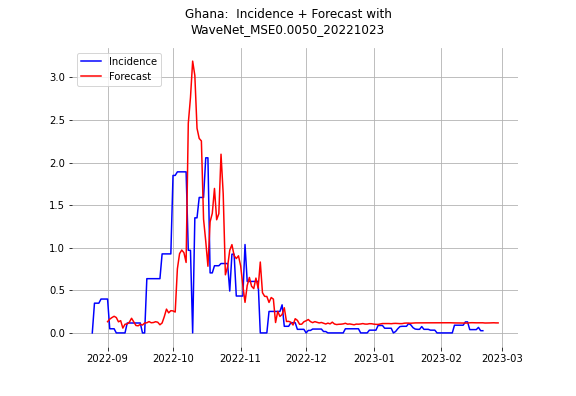 Ghana:  Incidence + Forecast with
WaveNet_MSE0.0050_20221023
Incidence
Forecast
3.0
2.5
2.0
1.5
1.0
0.5
0.0
2022-09 2022-10 2022-11 2022-12 2023-01 2023-02 2023-03